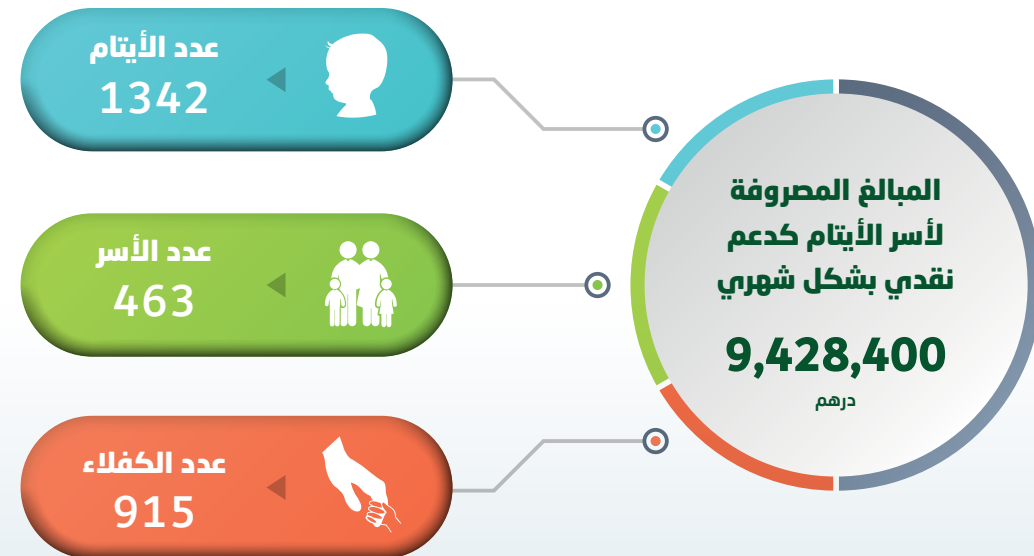 المبالغ المصروفة
لأسر الأيتام كدعم
نقدي بشكل شهري
9,428,400
درهم
عدد الأيتام
1342
عدد الأسر
463
عدد الكفلاء
915